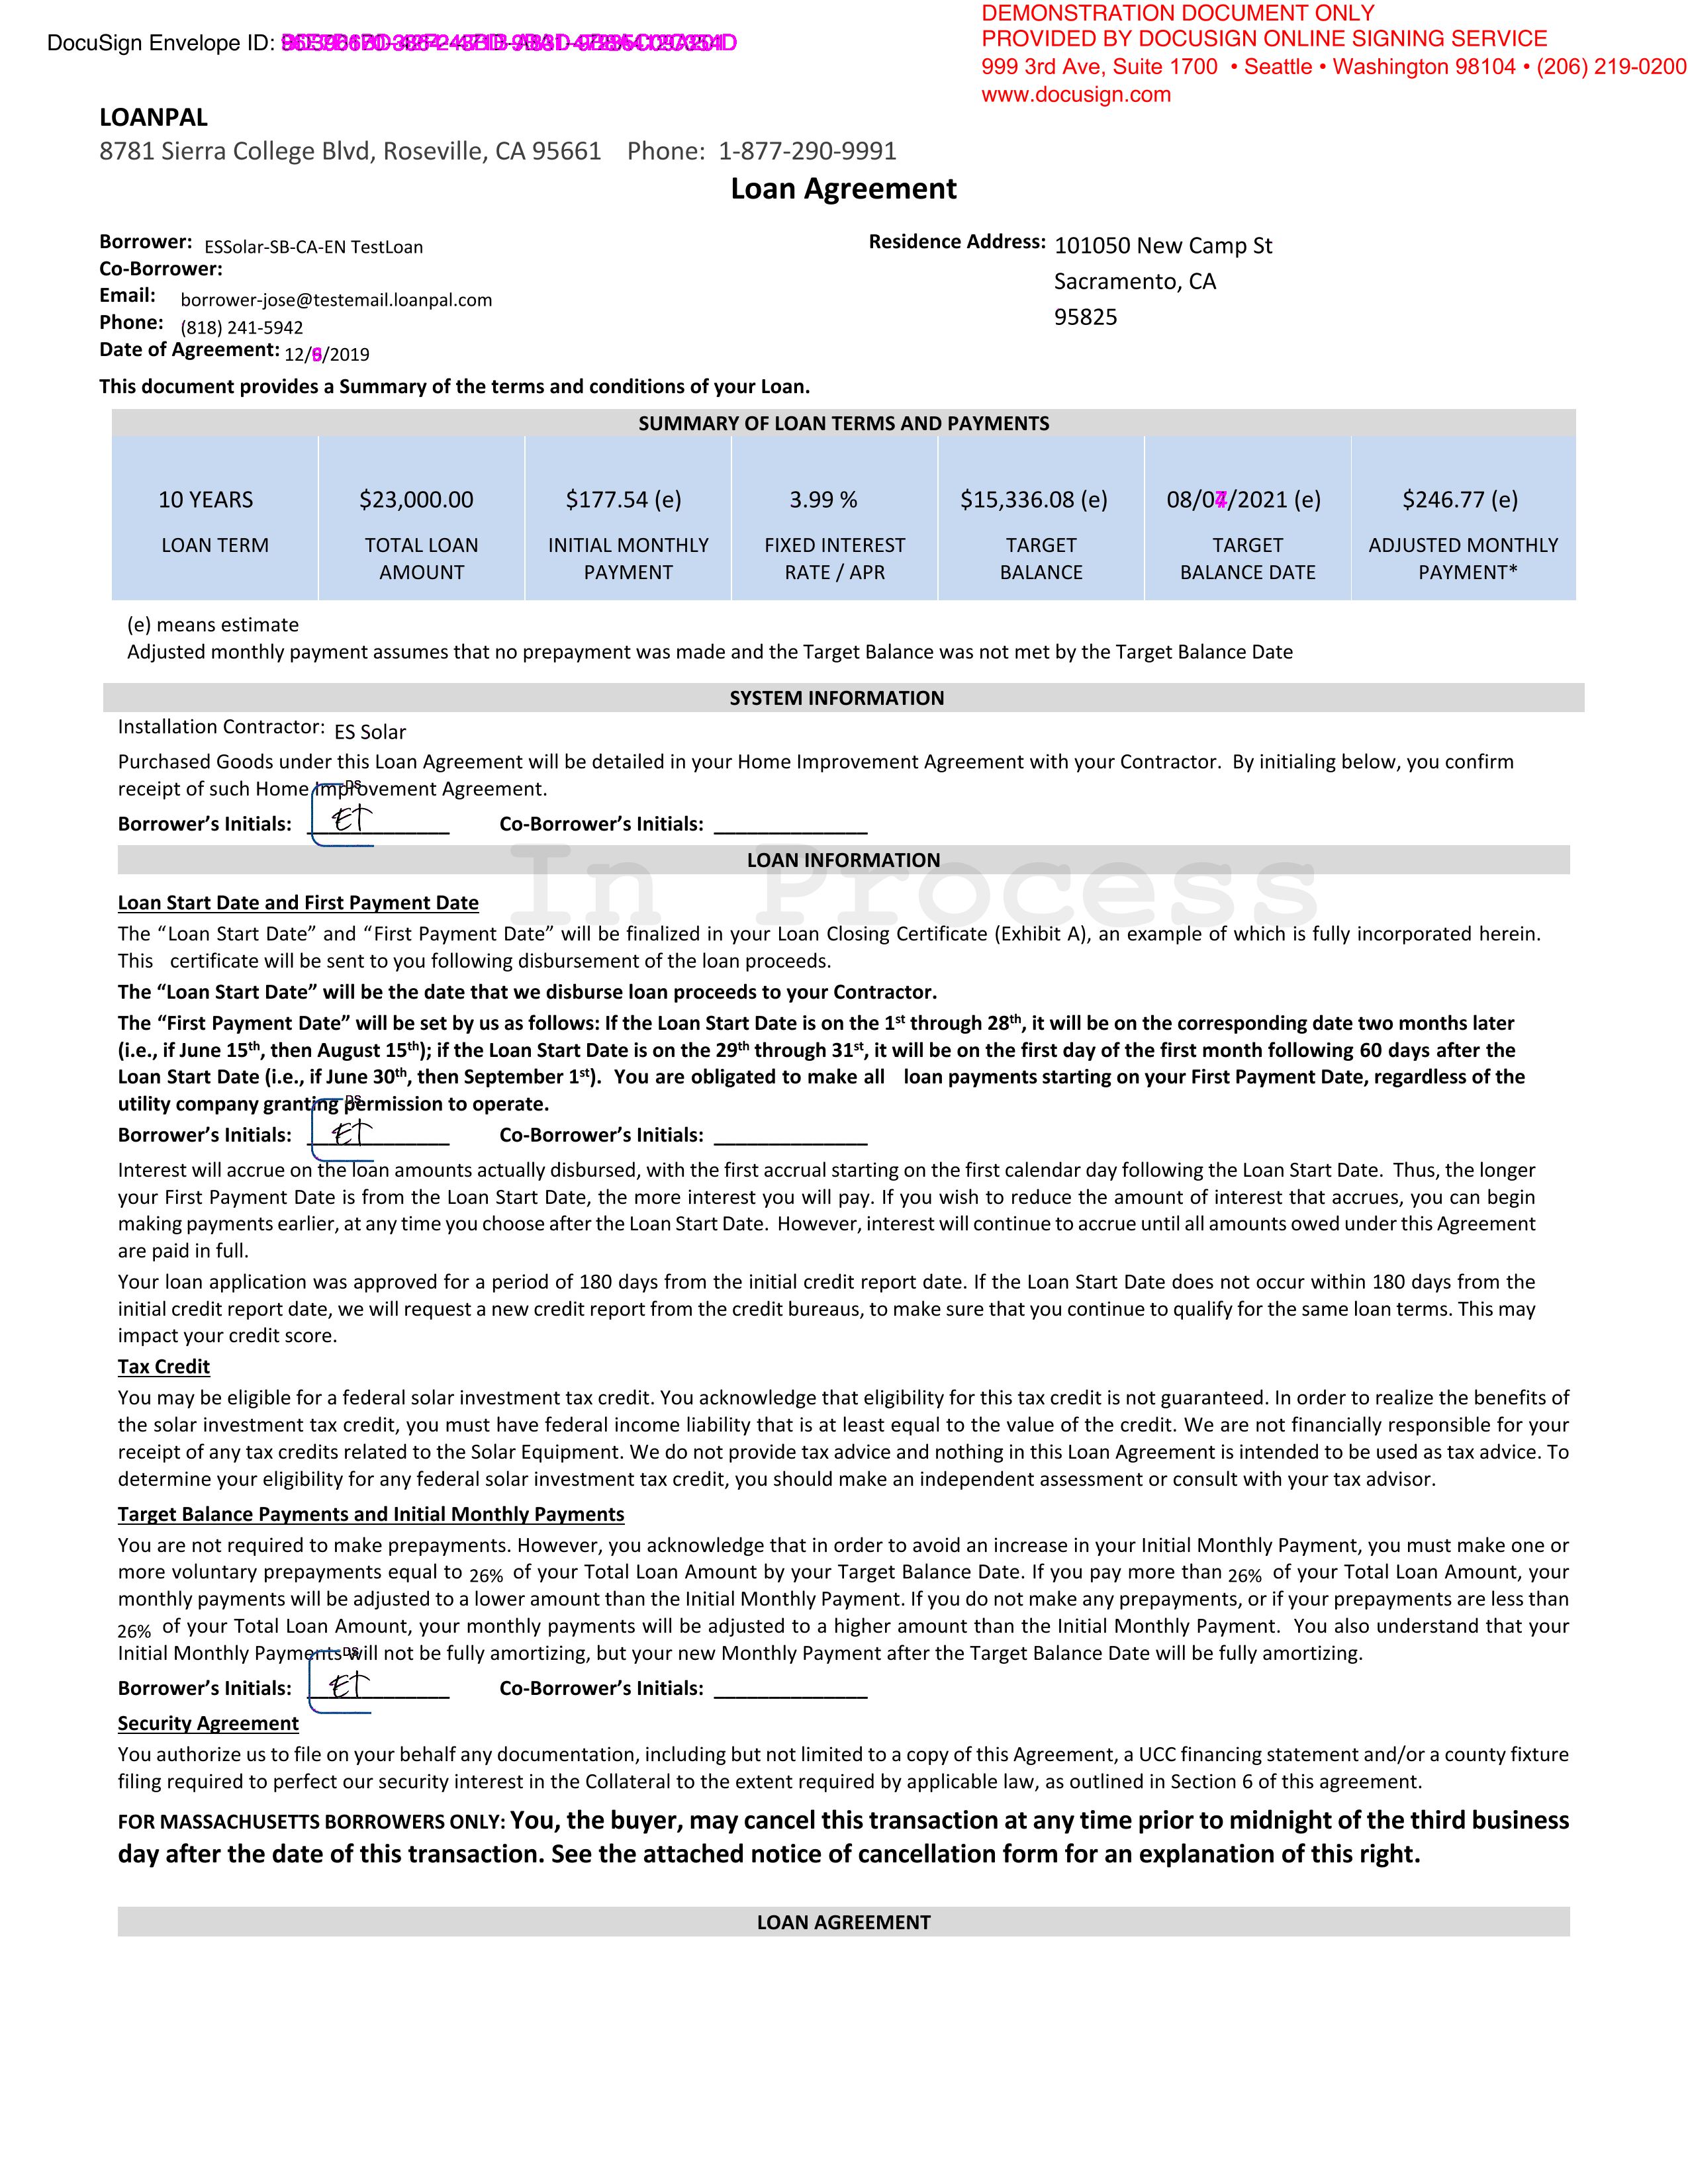 DEMONSTRATION DOCUMENT ONLY
PROVIDED BY DOCUSIGN ONLINE SIGNING SERVICE
999 3rd Ave, Suite 1700 • Seattle • Washington 98104 • (206) 219-0200
www.docusign.com
DocuSign Envelope ID:
LOANPAL
8781 Sierra College Blvd, Roseville, CA 95661 Phone: 1-877-290-9991
Loan Agreement
Borrower: ESSolar-SB-CA-EN TestLoan
Co-Borrower:
Email: borrower-jose@testemail.loanpal.com
Phone: (818) 241-5942
Date of Agreement:
Residence Address: 101050 New Camp St
Sacramento, CA
95825
This document provides a Summary of the terms and conditions of your Loan.
SUMMARY OF LOAN TERMS AND PAYMENTS
10 YEARS $23,000.00 $177.54 (e) 3.99 % $15,336.08 (e) (e) $246.77 (e)
LOAN TERM TOTAL LOAN INITIAL MONTHLY FIXED INTEREST TARGET TARGET ADJUSTED MONTHLY
AMOUNT PAYMENT RATE / APR BALANCE BALANCE DATE PAYMENT*
(e) means estimate
Adjusted monthly payment assumes that no prepayment was made and the Target Balance was not met by the Target Balance Date
SYSTEM INFORMATION
Installation Contractor: ES Solar
Purchased Goods under this Loan Agreement will be detailed in your Home Improvement Agreement with your Contractor. By initialing below, you confirm
receipt of such Home Improvement Agreement.
DS
Borrower’s Initials: ET Co-Borrower’s Initials:
In Process
LOAN INFORMATION
Loan Start Date and First Payment Date
The “Loan Start Date” and “First Payment Date” will be finalized in your Loan Closing Certificate (Exhibit A), an example of which is fully incorporated herein.
This certificate will be sent to you following disbursement of the loan proceeds.
The “Loan Start Date” will be the date that we disburse loan proceeds to your Contractor.
The “First Payment Date” will be set by us as follows: If the Loan Start Date is on the 1st through 28th, it will be on the corresponding date two months later
(i.e., if June 15th, then August 15th); if the Loan Start Date is on the 29th through 31st, it will be on the first day of the first month following 60 days after the
Loan Start Date (i.e., if June 30th, then September 1st). You are obligated to make all loan payments starting on your First Payment Date, regardless of the
utility company granting permission to operate.
DS
Borrower’s Initials: ET Co-Borrower’s Initials:
Interest will accrue on the loan amounts actually disbursed, with the first accrual starting on the first calendar day following the Loan Start Date. Thus, the longer
your First Payment Date is from the Loan Start Date, the more interest you will pay. If you wish to reduce the amount of interest that accrues, you can begin
making payments earlier, at any time you choose after the Loan Start Date. However, interest will continue to accrue until all amounts owed under this Agreement
are paid in full.
Your loan application was approved for a period of 180 days from the initial credit report date. If the Loan Start Date does not occur within 180 days from the
initial credit report date, we will request a new credit report from the credit bureaus, to make sure that you continue to qualify for the same loan terms. This may
impact your credit score.
Tax Credit
You may be eligible for a federal solar investment tax credit. You acknowledge that eligibility for this tax credit is not guaranteed. In order to realize the benefits of
the solar investment tax credit, you must have federal income liability that is at least equal to the value of the credit. We are not financially responsible for your
receipt of any tax credits related to the Solar Equipment. We do not provide tax advice and nothing in this Loan Agreement is intended to be used as tax advice. To
determine your eligibility for any federal solar investment tax credit, you should make an independent assessment or consult with your tax advisor.
Target Balance Payments and Initial Monthly Payments
You are not required to make prepayments. However, you acknowledge that in order to avoid an increase in your Initial Monthly Payment, you must make one or
more voluntary prepayments equal to 26% of your Total Loan Amount by your Target Balance Date. If you pay more than 26% of your Total Loan Amount, your
monthly payments will be adjusted to a lower amount than the Initial Monthly Payment. If you do not make any prepayments, or if your prepayments are less than
26% of your Total Loan Amount, your monthly payments will be adjusted to a higher amount than the Initial Monthly Payment. You also understand that your
Initial Monthly Payments will not be fully amortizing, but your new Monthly Payment after the Target Balance Date will be fully amortizing.
DS
Borrower’s Initials: ET Co-Borrower’s Initials:
Security Agreement
You authorize us to file on your behalf any documentation, including but not limited to a copy of this Agreement, a UCC financing statement and/or a county fixture
filing required to perfect our security interest in the Collateral to the extent required by applicable law, as outlined in Section 6 of this agreement.
FOR MASSACHUSETTS BORROWERS ONLY: You, the buyer, may cancel this transaction at any time prior to midnight of the third business
day after the date of this transaction. See the attached notice of cancellation form for an explanation of this right.
LOAN AGREEMENT